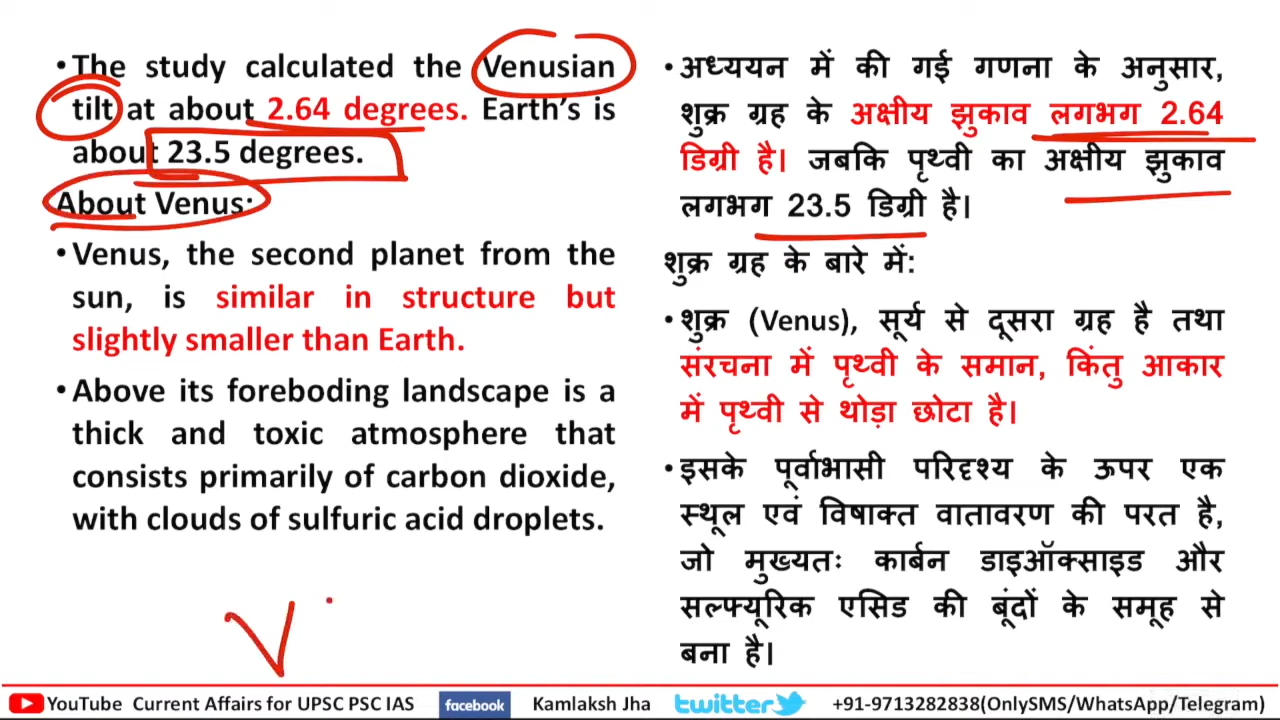 • The study calculated the Venusian
tilt at about 2.64 degrees. Earth's is
about 23.5 degrees.
About Venus:
• Venus, the second planet from the
sun, is similar in structure but
slightly smaller than Earth.
• Above its foreboding landscape is a
thick and toxic atmosphere that
consists primarily of carbon dioxide,
with clouds of sulfuric acid droplets.
V
• अध्ययन में की गई गणना के अनुसार,
शुक्र ग्रह के अक्षीय झुकाव लगभग 2.64
डिग्री है। जबकि पृथ्वी का अक्षीय झुकाव
लगभग 23.5 डिग्री है।
शुक्र ग्रह के बारे में:
• शुक्र (Venus), सूर्य से दूसरा ग्रह है तथा
संरचना में पृथ्वी के समान, किंतु आकार
में पृथ्वी से थोड़ा छोटा है।
• इसके पूर्वाभासी परिदृश्य के ऊपर एक
स्थूल एवं विषाक्त वातावरण की परत है,
जो मुख्यतः कार्बन डाइऑक्साइड और
सल्फ्यूरिक एसिड की बूंदों के समूह से
बना है।
YouTube Current Affairs for UPSC PSC IAS facebook Kamlaksh Jha twitter +91-9713282838(OnlySMS/WhatsApp/Telegram)